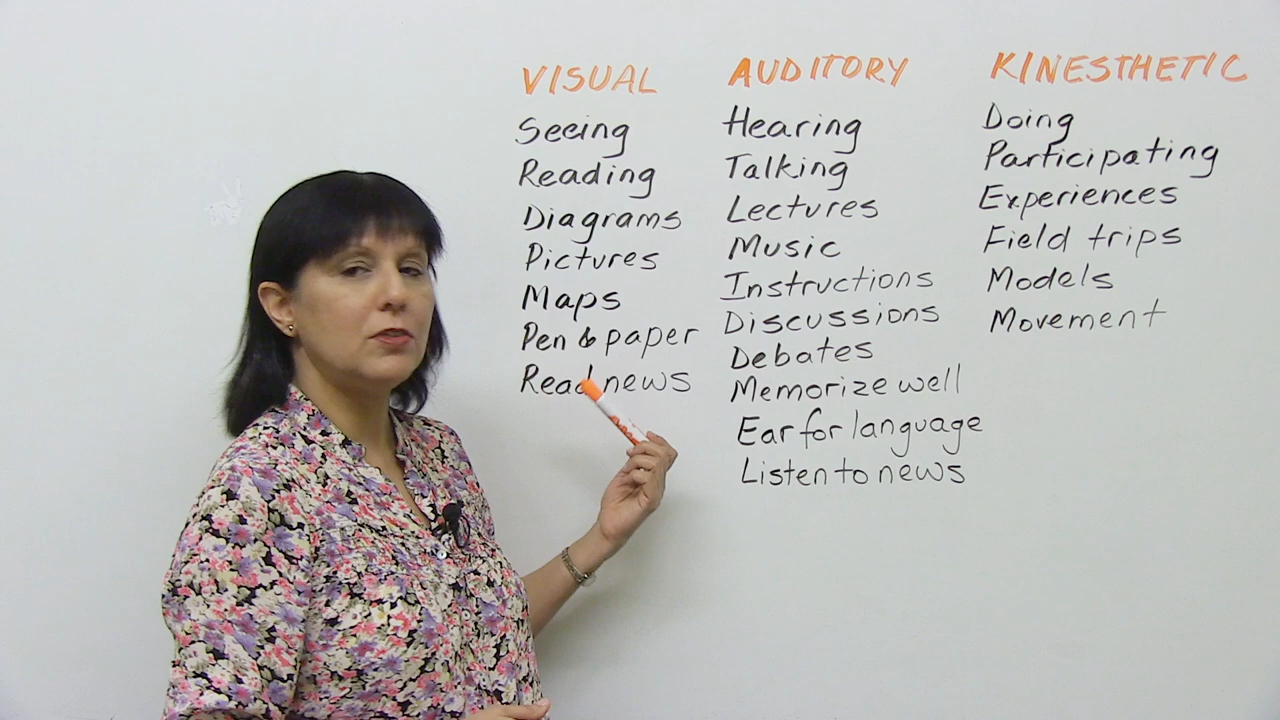 VISUAL
Seeing
Reading
Diagrams
Pictures
Maps
Pen & paper
Read news
AUDITORY
Hearing
Talking
Lectures
Music
Instructions
Discussions
Debates
Memorize well
Ear for language
Listen to news
KINESTHETIC
Doing
Participating
Experiences
Field trips
Models
Movement